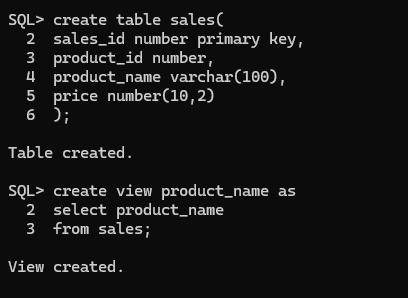 SQL> create table sales(
  2  sales_id number primary key,
  3  product_id number,
  4  product_name varchar(100),
  5  price number(10,2)
  6  );

Table created.

SQL> create view product_name as
  2  select product_name
  3  from sales;

View created.